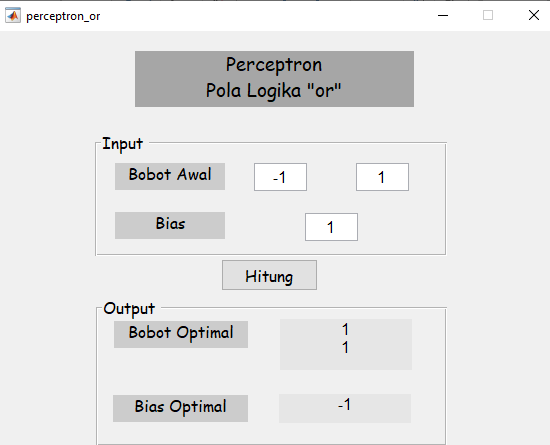 perceptron_or
Perceptron
Pola Logika "or"
Input
Bobot Awal -1 1
Bias 1
Hitung
Output
Bobot Optimal 1
1
Bias Optimal -1